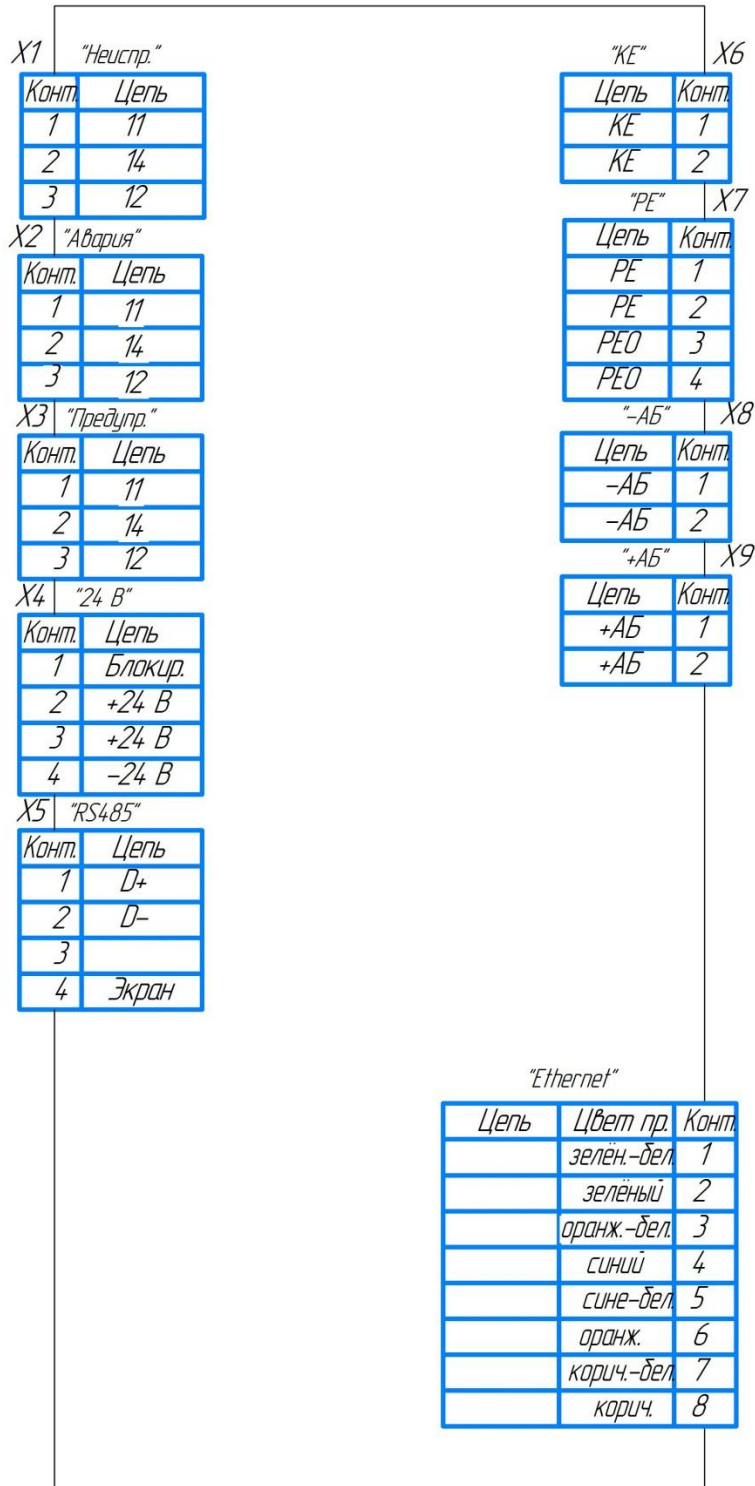 X1 "Неиспр."
Конт. Цепь
1 11
2 14
3 12
X2 "Авария"
Конт. Цепь
1 11
2 14
3 12
X3 "Предупр."
Конт. Цепь
1 11
2 14
3 12
X4 "24 В"
Конт. Цепь
1 Блокир.
2 +24 В
3 +24 В
4 -24 В
X5 "RS485"
Конт. Цепь
1 D+
2 D-
3
4 Экран
"КЕ" X6
Цепь Конт.
КЕ 1
КЕ 2
"РЕ" X7
Цепь Конт.
РЕ 1
РЕ 2
РЕО 3
РЕО 4
"-АБ" X8
Цепь Конт.
-АБ 1
-АБ 2
"+АБ" X9
Цепь Конт.
+АБ 1
+АБ 2
"Ethernet"
Цепь Цвет пр. Конт.
зелён.-бел. 1
зелёный 2
оранж.-бел. 3
синий 4
сине-бел. 5
оранж. 6
корич.-бел. 7
корич. 8